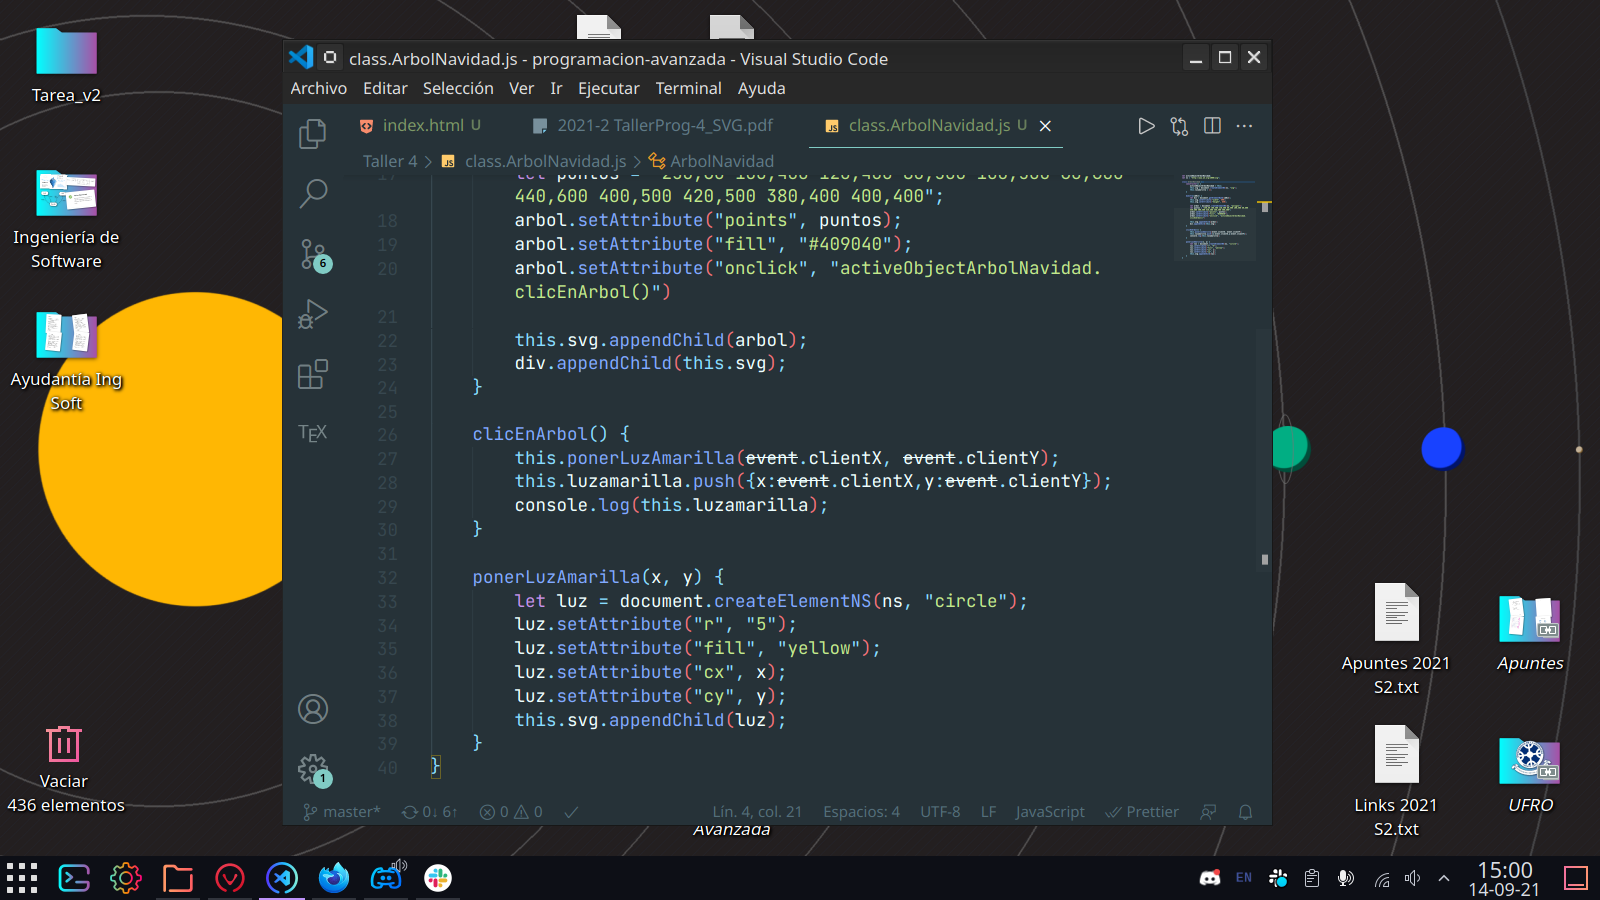 Tarea_v2
Ingeniería de
Software
Ayudantía Ing
Soft
Vaciar
436 elementos
class.ArbolNavidad.js - programacion-avanzada - Visual Studio Code
Archivo Editar Selección Ver Ir Ejecutar Terminal Ayuda
index.html U 2021-2 TallerProg-4_SVG.pdf JS class.ArbolNavidad.js U
Taller 4 > JS class.ArbolNavidad.js > ArbolNavidad
17 let puntos =
440,600 400,500 420,500 380,400 400,400";
18 arbol.setAttribute("points", puntos);
19 arbol.setAttribute("fill", "#409040");
20 arbol.setAttribute("onclick", "activeObjectArbolNavidad.
clicEnArbol()")
21
22 this.svg.appendChild(arbol);
23 div.appendChild(this.svg);
24 }
25
26 clicEnArbol() {
27 this.ponerLuzAmarilla(event.clientX, event.clientY);
28 this.luzamarilla.push({x:event.clientX,y:event.clientY});
29 console.log(this.luzamarilla);
30 }
31
32 ponerLuzAmarilla(x, y) {
33 let luz = document.createElementNS(ns, "circle");
34 luz.setAttribute("r", "5");
35 luz.setAttribute("fill", "yellow");
36 luz.setAttribute("cx", x);
37 luz.setAttribute("cy", y);
38 this.svg.appendChild(luz);
39 }
40 }
6
TEX
1
master* 0↓ 6↑ 0 0 Lín. 4, col. 21 Espacios: 4 UTF-8 LF JavaScript Prettier
Avanzada
Apuntes 2021
S2.txt
Apuntes
Links 2021
S2.txt
UFRO
EN
15:00
14-09-21